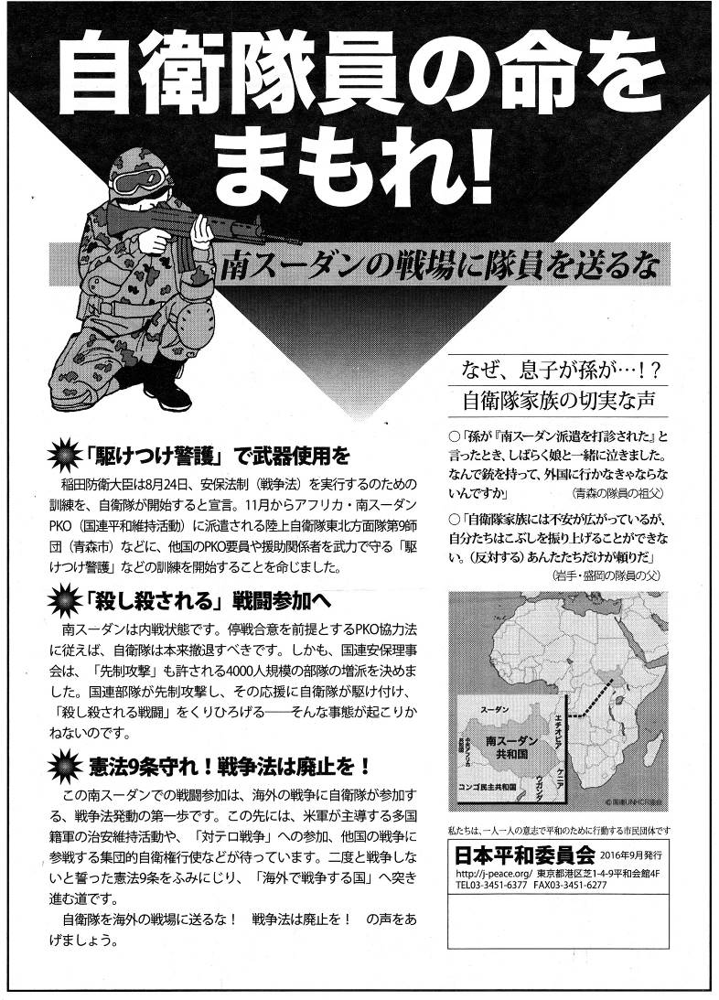 自衛隊員の命を
まもれ!
南スーダンの戦場に隊員を送るな
「駆けつけ警護」で武器使用を
稲田防衛大臣は8月24日、安保法制（戦争法）を実行するのための
訓練を、自衛隊が開始すると宣言。11月からアフリカ・南スーダン
PKO（国連平和維持活動）に派遣される陸上自衛隊東北方面隊第9師
団（青森市）などに、他国のPKO要員や援助関係者を武力で守る「駆
けつけ警護」などの訓練を開始することを命じました。
「殺し殺される」戦闘参加へ
南スーダンは内戦状態です。停戦合意を前提とするPKO協力法
に従えば、自衛隊は本来撤退すべきです。しかも、国連安保理事
会は、「先制攻撃」も許される4000人規模の部隊の増派を決めま
した。国連部隊が先制攻撃し、その応援に自衛隊が駆け付け、
「殺し殺される戦闘」をくりひろげる――そんな事態が起こりか
ねないのです。
憲法9条守れ！戦争法は廃止を！
この南スーダンでの戦闘参加は、海外の戦争に自衛隊が参加す
る、戦争法発動の第一歩です。この先には、米軍が主導する多国
籍軍の治安維持活動や、「対テロ戦争」への参加、他国の戦争に
参戦する集団的自衛権行使などが待っています。二度と戦争しな
いと誓った憲法9条をふみにじり、「海外で戦争する国」へ突き
進む道です。
自衛隊を海外の戦場に送るな！　戦争法は廃止を！　の声をあ
げましょう。
なぜ、息子が孫が…！？
自衛隊家族の切実な声
○「孫が『南スーダン派遣を打診された』と
言ったとき、しばらく娘と一緒に泣きました。
なんで銃を持って、外国に行かなきゃならな
いんですか」　（青森の隊員の祖父）
○「自衛隊家族には不安が広がっているが、
自分たちはこぶしを振り上げることができな
い。（反対する）あんたたちだけが頼りだ」
（岩手・盛岡の隊員の父）
スーダン
エチオピア
中央アフリカ
共和国
南スーダン
共和国
ケニア
ウガンダ
コンゴ民主共和国
©国連UNHCR協会
私たちは、一人一人の意志で平和のために行動する市民団体です
日本平和委員会 2016年9月発行
http://j-peace.org/ 東京都港区芝1-4-9平和会館4F
TEL03-3451-6377 FAX03-3451-6277